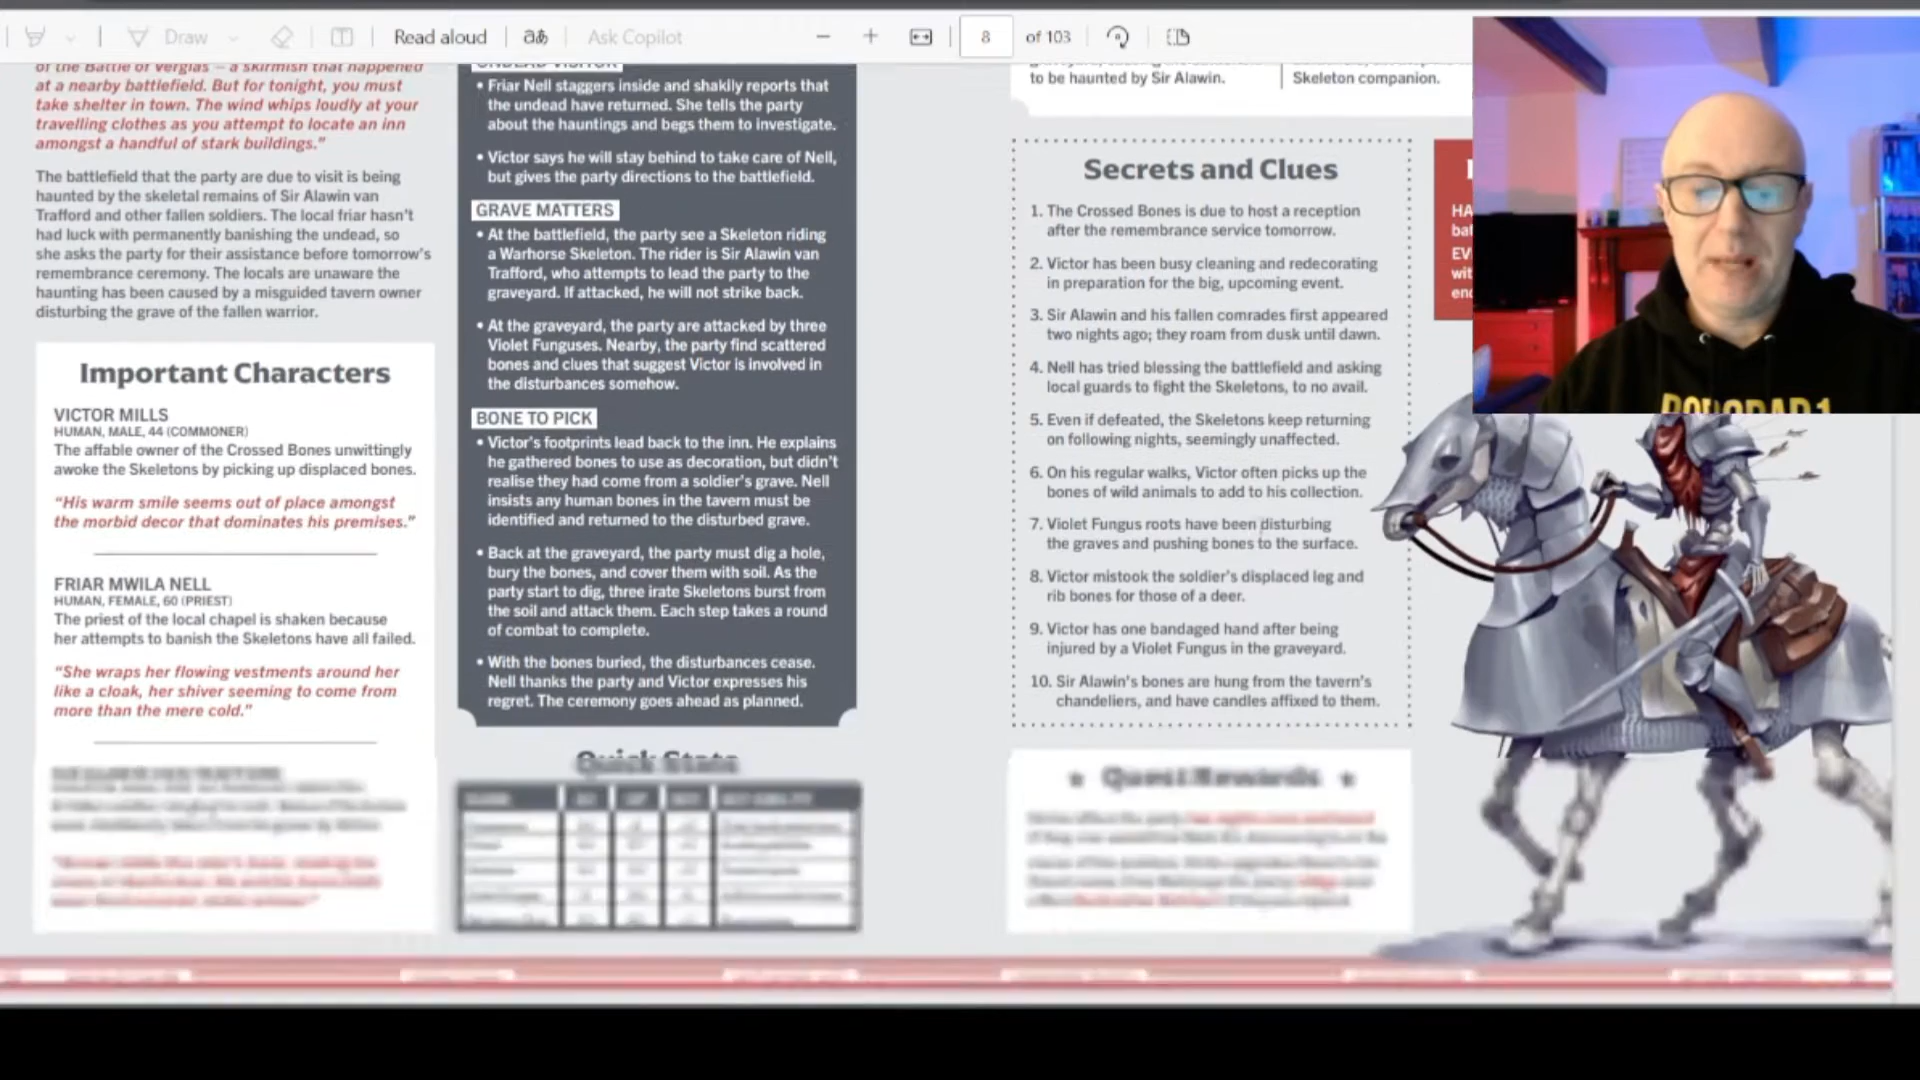 Draw
Read aloud
aあ
Ask Copilot
8 of 103
of the Battle of Verglas – a skirmish that happened
at a nearby battlefield. But for tonight, you must
take shelter in town. The wind whips loudly at your
travelling clothes as you attempt to locate an inn
amongst a handful of stark buildings.”
The battlefield that the party are due to visit is being
haunted by the skeletal remains of Sir Alawin van
Trafford and other fallen soldiers. The local friar hasn’t
had luck with permanently banishing the undead, so
she asks the party for their assistance before tomorrow’s
remembrance ceremony. The locals are unaware the
haunting has been caused by a misguided tavern owner
disturbing the grave of the fallen warrior.
Important Characters
VICTOR MILLS
HUMAN, MALE, 44 (COMMONER)
The affable owner of the Crossed Bones unwittingly
awoke the Skeletons by picking up displaced bones.
“His warm smile seems out of place amongst
the morbid decor that dominates his premises.”
FRIAR MWILA NELL
HUMAN, FEMALE, 60 (PRIEST)
The priest of the local chapel is shaken because
her attempts to banish the Skeletons have all failed.
“She wraps her flowing vestments around her
like a cloak, her shiver seeming to come from
more than the mere cold.”
UNDEAD VISITOR
• Friar Nell staggers inside and shakily reports that
the undead have returned. She tells the party
about the hauntings and begs them to investigate.
• Victor says he will stay behind to take care of Nell,
but gives the party directions to the battlefield.
GRAVE MATTERS
• At the battlefield, the party see a Skeleton riding
a Warhorse Skeleton. The rider is Sir Alawin van
Trafford, who attempts to lead the party to the
graveyard. If attacked, he will not strike back.
• At the graveyard, the party are attacked by three
Violet Funguses. Nearby, the party find scattered
bones and clues that suggest Victor is involved in
the disturbances somehow.
BONE TO PICK
• Victor’s footprints lead back to the inn. He explains
he gathered bones to use as decoration, but didn’t
realise they had come from a soldier’s grave. Nell
insists any human bones in the tavern must be
identified and returned to the disturbed grave.
• Back at the graveyard, the party must dig a hole,
bury the bones, and cover them with soil. As the
party start to dig, three irate Skeletons burst from
the soil and attack them. Each step takes a round
of combat to complete.
• With the bones buried, the disturbances cease.
Nell thanks the party and Victor expresses his
regret. The ceremony goes ahead as planned.
Quick Stats
to be haunted by Sir Alawin.
Skeleton companion.
Secrets and Clues
1. The Crossed Bones is due to host a reception
after the remembrance service tomorrow.
2. Victor has been busy cleaning and redecorating
in preparation for the big, upcoming event.
3. Sir Alawin and his fallen comrades first appeared
two nights ago; they roam from dusk until dawn.
4. Nell has tried blessing the battlefield and asking
local guards to fight the Skeletons, to no avail.
5. Even if defeated, the Skeletons keep returning
on following nights, seemingly unaffected.
6. On his regular walks, Victor often picks up the
bones of wild animals to add to his collection.
7. Violet Fungus roots have been disturbing
the graves and pushing bones to the surface.
8. Victor mistook the soldier’s displaced leg and
rib bones for those of a deer.
9. Victor has one bandaged hand after being
injured by a Violet Fungus in the graveyard.
10. Sir Alawin’s bones are hung from the tavern’s
chandeliers, and have candles affixed to them.
★ Quest Rewards ★
HA
bat
EV
wit
enc